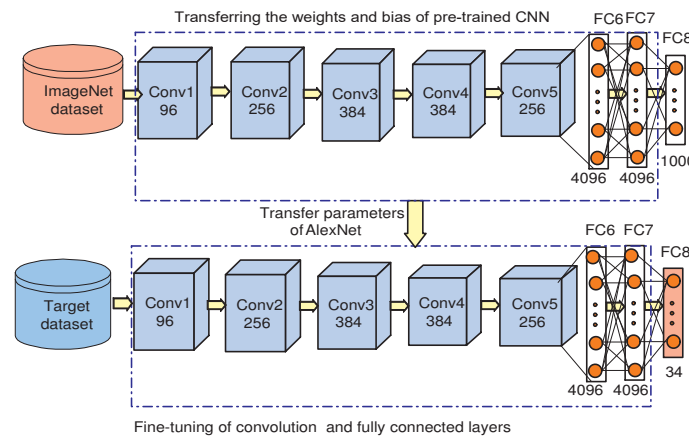 Transferring the weights and bias of pre-trained CNN
FC6
FC7
FC8
ImageNet
dataset
Conv1
96
Conv2
256
Conv3
384
Conv4
384
Conv5
256
4096
4096
1000
Transfer parameters
of AlexNet
FC6
FC7
FC8
Target
dataset
Conv1
96
Conv2
256
Conv3
384
Conv4
384
Conv5
256
4096
4096
34
Fine-tuning of convolution and fully connected layers